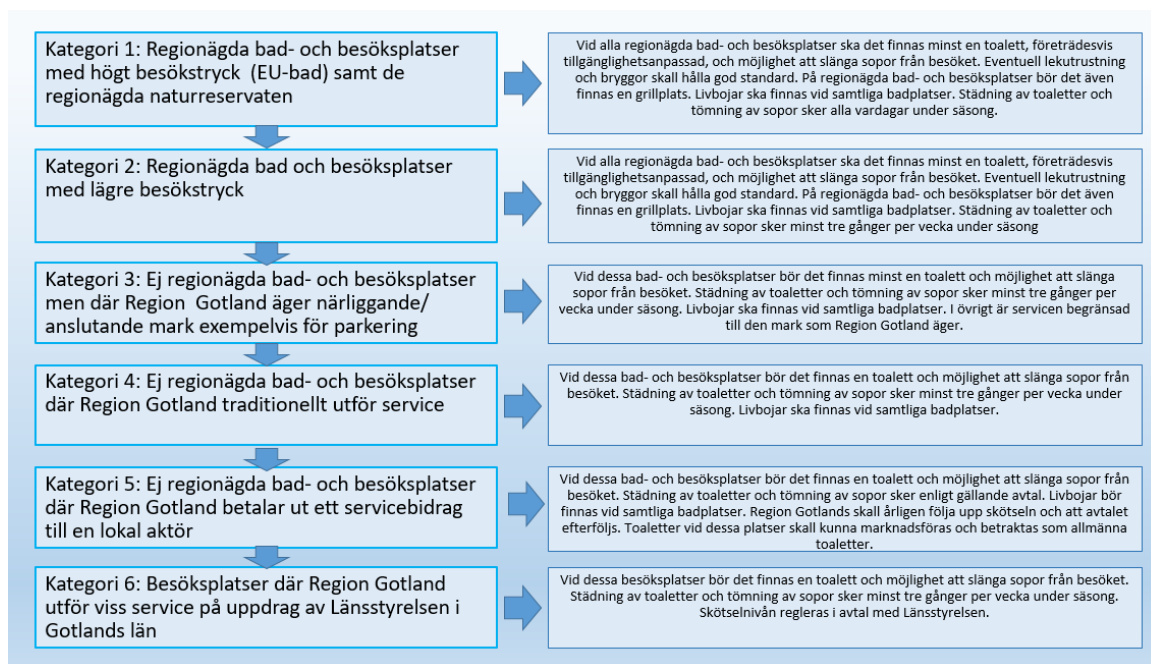 Kategori 1: Regionägda bad- och besöksplatser
med högt besökstryck (EU-bad) samt de
regionägda naturreservaten
Vid alla regionägda bad- och besöksplatser ska det finnas minst en toalett, företrädesvis
tillgänglighetsanpassad, och möjlighet att slänga sopor från besöket. Eventuell lekutrustning
och bryggor skall hålla god standard. På regionägda bad- och besöksplatser bör det även
finnas en grillplats. Livbojar ska finnas vid samtliga badplatser. Städning av toaletter och
tömning av sopor sker alla vardagar under säsong.
Kategori 2: Regionägda bad och besöksplatser
med lägre besökstryck
Vid alla regionägda bad- och besöksplatser ska det finnas minst en toalett, företrädesvis
tillgänglighetsanpassad, och möjlighet att slänga sopor från besöket. Eventuell lekutrustning
och bryggor skall hålla god standard. På regionägda bad- och besöksplatser bör det även
finnas en grillplats. Livbojar ska finnas vid samtliga badplatser. Städning av toaletter och
tömning av sopor sker minst tre gånger per vecka under säsong
Kategori 3: Ej regionägda bad- och besöksplatser
men där Region Gotland äger närliggande/
anslutande mark exempelvis för parkering
Vid dessa bad- och besöksplatser bör det finnas minst en toalett och möjlighet att slänga
sopor från besöket. Städning av toaletter och tömning av sopor sker minst tre gånger per
vecka under säsong. Livbojar ska finnas vid samtliga badplatser. I övrigt är servicen begränsad
till den mark som Region Gotland äger.
Kategori 4: Ej regionägda bad- och besöksplatser
där Region Gotland traditionellt utför service
Vid dessa bad- och besöksplatser bör det finnas en toalett och möjlighet att slänga sopor från
besöket. Städning av toaletter och tömning av sopor sker minst tre gånger per vecka under
säsong. Livbojar ska finnas vid samtliga badplatser.
Kategori 5: Ej regionägda bad- och besöksplatser
där Region Gotland betalar ut ett servicebidrag
till en lokal aktör
Vid dessa bad- och besöksplatser bör det finnas en toalett och möjlighet att slänga sopor från
besöket. Städning av toaletter och tömning av sopor sker enligt gällande avtal. Livbojar bör
finnas vid samtliga badplatser. Region Gotlands skall årligen följa upp skötseln och att avtalet
efterföljs. Toaletter vid dessa platser skall kunna marknadsföras och betraktas som allmänna
toaletter.
Kategori 6: Besöksplatser där Region Gotland
utför viss service på uppdrag av Länsstyrelsen i
Gotlands län
Vid dessa besöksplatser bör det finnas en toalett och möjlighet att slänga sopor från besöket.
Städning av toaletter och tömning av sopor sker minst tre gånger per vecka under säsong.
Skötselnivån regleras i avtal med Länsstyrelsen.